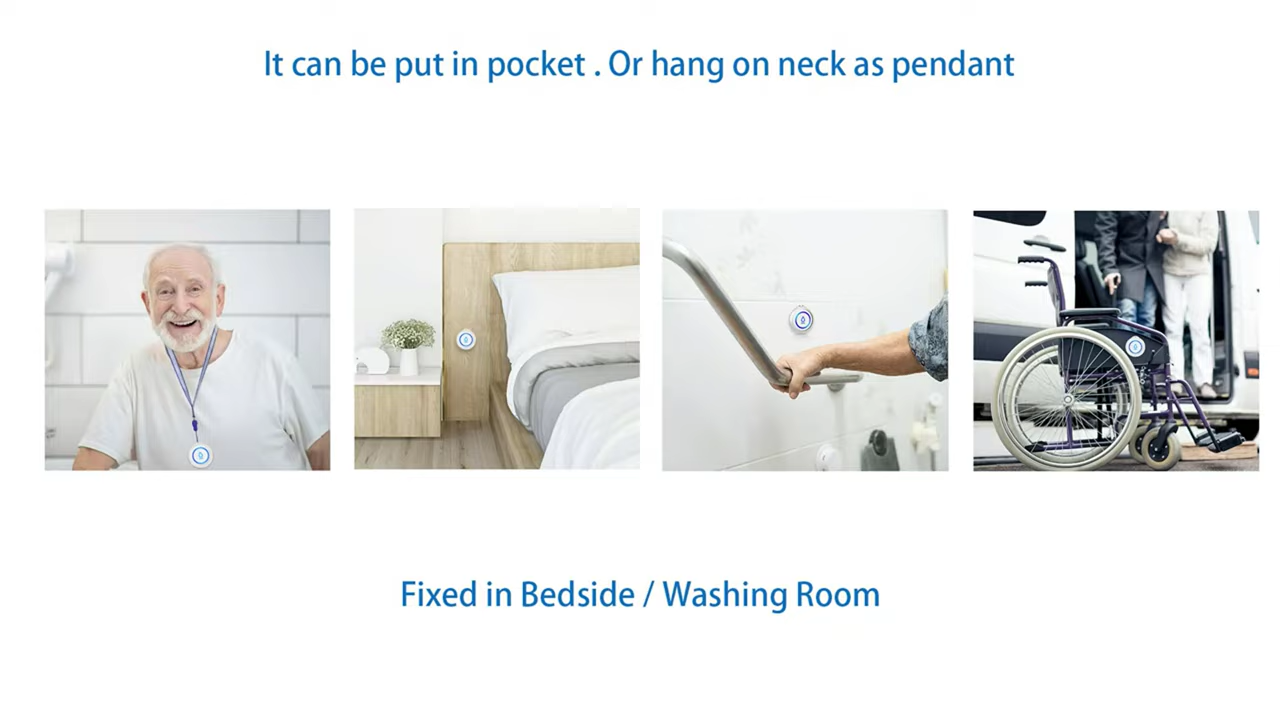 It can be put in pocket . Or hang on neck as pendant
Fixed in Bedside / Washing Room